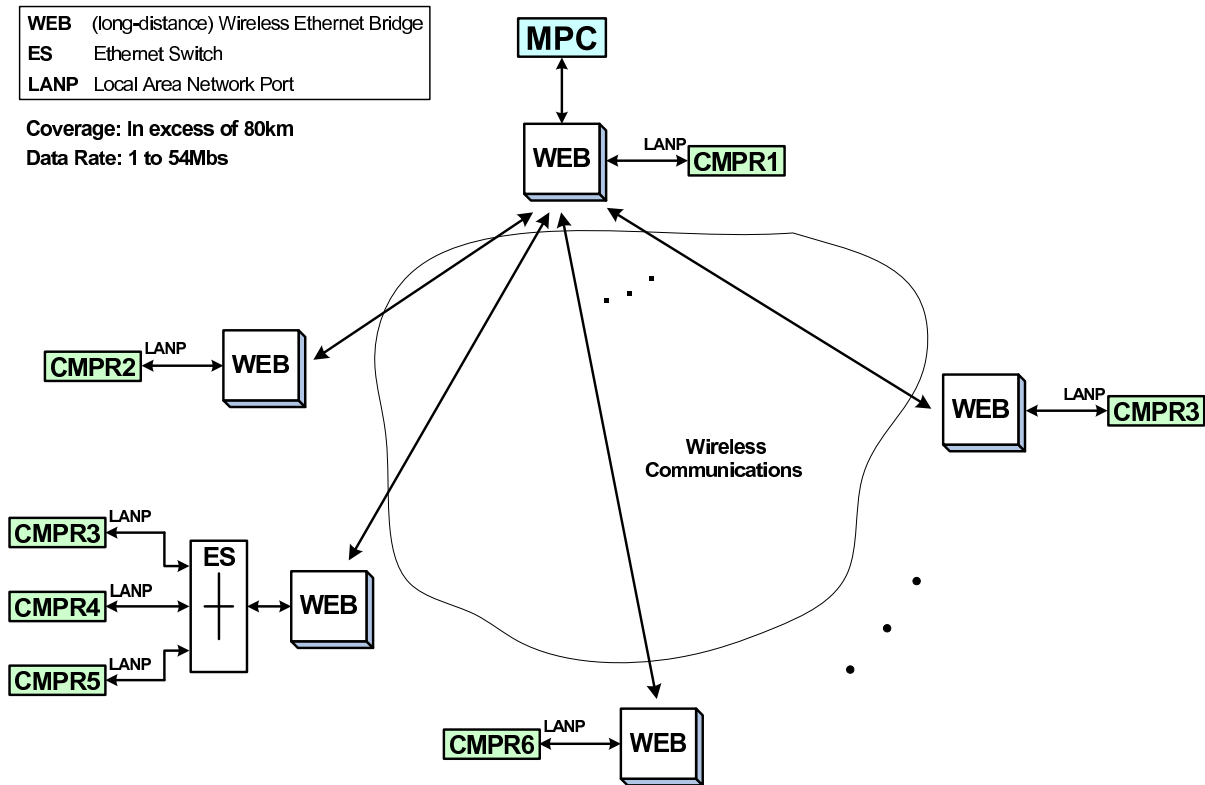 WEB (long-distance) Wireless Ethernet Bridge
ES Ethernet Switch
LANP Local Area Network Port
Coverage: In excess of 80km
Data Rate: 1 to 54Mbs
MPC
WEB
LANP
CMPR1
CMPR2
LANP
WEB
WEB
LANP
CMPR3
Wireless
Communications
CMPR3
LANP
ES
CMPR4
LANP
WEB
CMPR5
LANP
CMPR6
LANP
WEB